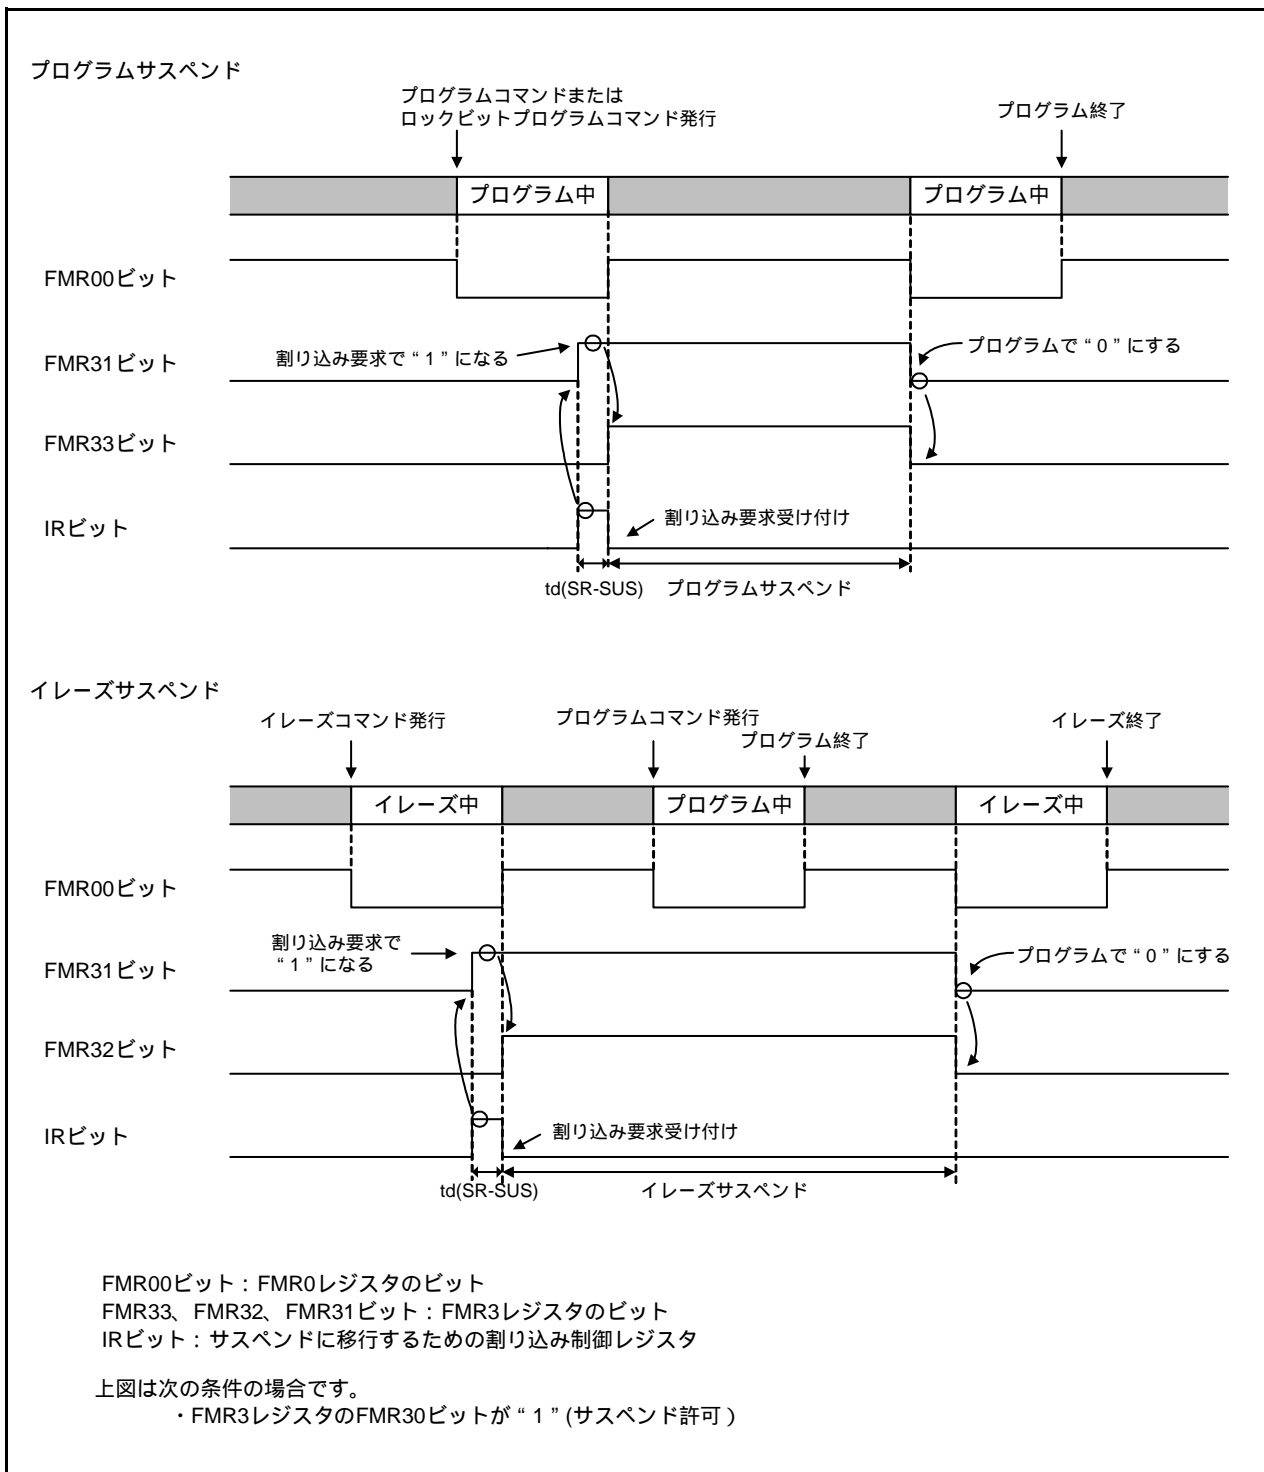 プログラムサスペンド
プログラムコマンドまたは
ロックビットプログラムコマンド発行
プログラム終了
プログラム中
プログラム中
FMR00ビット
FMR31ビット
割り込み要求で“1”になる
プログラムで“0”にする
FMR33ビット
IRビット
割り込み要求受け付け
td(SR-SUS)
プログラムサスペンド
イレーズサスペンド
イレーズコマンド発行
プログラムコマンド発行
プログラム終了
イレーズ終了
イレーズ中
プログラム中
イレーズ中
FMR00ビット
割り込み要求で
“1”になる
FMR31ビット
プログラムで“0”にする
FMR32ビット
IRビット
割り込み要求受け付け
td(SR-SUS)
イレーズサスペンド
FMR00ビット：FMR0レジスタのビット
FMR33、FMR32、FMR31ビット：FMR3レジスタのビット
IRビット：サスペンドに移行するための割り込み制御レジスタ
上図は次の条件の場合です。
・FMR3レジスタのFMR30ビットが“1”(サスペンド許可）